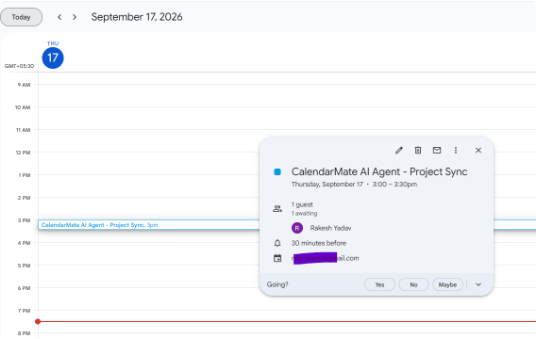 Today
September 17, 2026
THU
17
GMT+05:30
9 AM
10 AM
11 AM
12 PM
1 PM
2 PM
3 PM
CalendarMate AI Agent - Project Sync, 3pm
4 PM
5 PM
6 PM
7 PM
8 PM
CalendarMate AI Agent - Project Sync
Thursday, September 17 • 3:00 – 3:30pm
1 guest
1 awaiting
R
Rakesh Yadav
30 minutes before
ail.com
Going?
Yes
No
Maybe